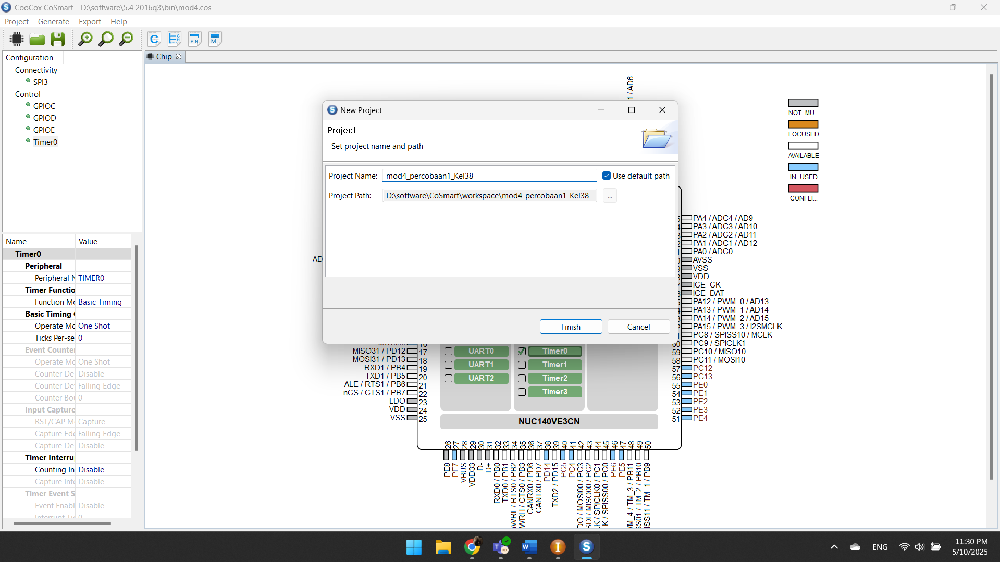 CooCox CoSmart - D:\software\5.4 2016q3\bin\mod4.cos
Project Generate Export Help
Configuration
Connectivity
SPI3
Control
GPIOC
GPIOD
GPIOE
Timer0
Name Value
Timer0
Peripheral
Peripheral N TIMER0
Timer Functio
Function Mo Basic Timing
Basic Timing
Operate Mo One Shot
Ticks Per-se 0
Event Counter
Operate Mo One Shot
Counter De Disable
Counter De Falling Edge
Counter Bou 0
Input Capture
RST/CAP M Capture
Capture Edg Falling Edge
Capture De Disable
Timer Interru
Counting In Disable
Capture Inte Disable
Timer Event S
Event Enabl Disable
Interrupt Ti 0
Chip
1 / AD6
New Project
Project
Set project name and path
Project Name: mod4_percobaan1_Kel38 Use default path
Project Path: D:\software\CoSmart\workspace\mod4_percobaan1_Kel38 ...
Finish Cancel
NOT MU...
FOCUSED
AVAILABLE
IN USED
CONFLI...
AD
PA4 / ADC4 / AD9
PA3 / ADC3 / AD10
PA2 / ADC2 / AD11
PA1 / ADC1 / AD12
PA0 / ADC0
AVSS
VSS
VDD
ICE CK
ICE DAT
PA12 / PWM 0 / AD13
PA13 / PWM 1 / AD14
PA14 / PWM 2 / AD15
PA15 / PWM 3 / I2SMCLK
PC8 / SPISS10 / MCLK
60 PC9 / SPICLK1
59 PC10 / MISO10
58 PC11 / MOSI10
57 PC12
56 PC13
55 PE0
54 PE1
53 PE2
52 PE3
51 PE4
16
MISO31 / PD12 17
MOSI31 / PD13 18
RXD1 / PB4 19
TXD1 / PB5 20
ALE / RTS1 / PB6 21
nCS / CTS1 / PB7 22
LDO 23
VDD 24
VSS 25
UART0
UART1
UART2
Timer0
Timer1
Timer2
Timer3
NUC140VE3CN
26 27 28 29 30 31 32 33 34 35 36 37 38 39 40 41 42 43 44 45 46 47 48 49 50
PE8
PE7
VBUS
VDD33
D-
D+
RXD0 / PB0
TXD0 / PB1
WRL / RTS0 / PB2
WRH / CTS0 / PB3
CANRX0 / PD6
CANTX0 / PD7
PD14
TXD2 / PD15
PC5
PC4
DO / MOSI00 / PC3
SDI / MISO00 / PC2
LK / SPICLK0 / PC1
K / SPISS00 / PC0
PE6
PE5
M_4 / TM_3 / PB11
SS01 / TM_2 / PB10
ISS11 / TM_1 / PB9
ENG
11:30 PM
5/10/2025